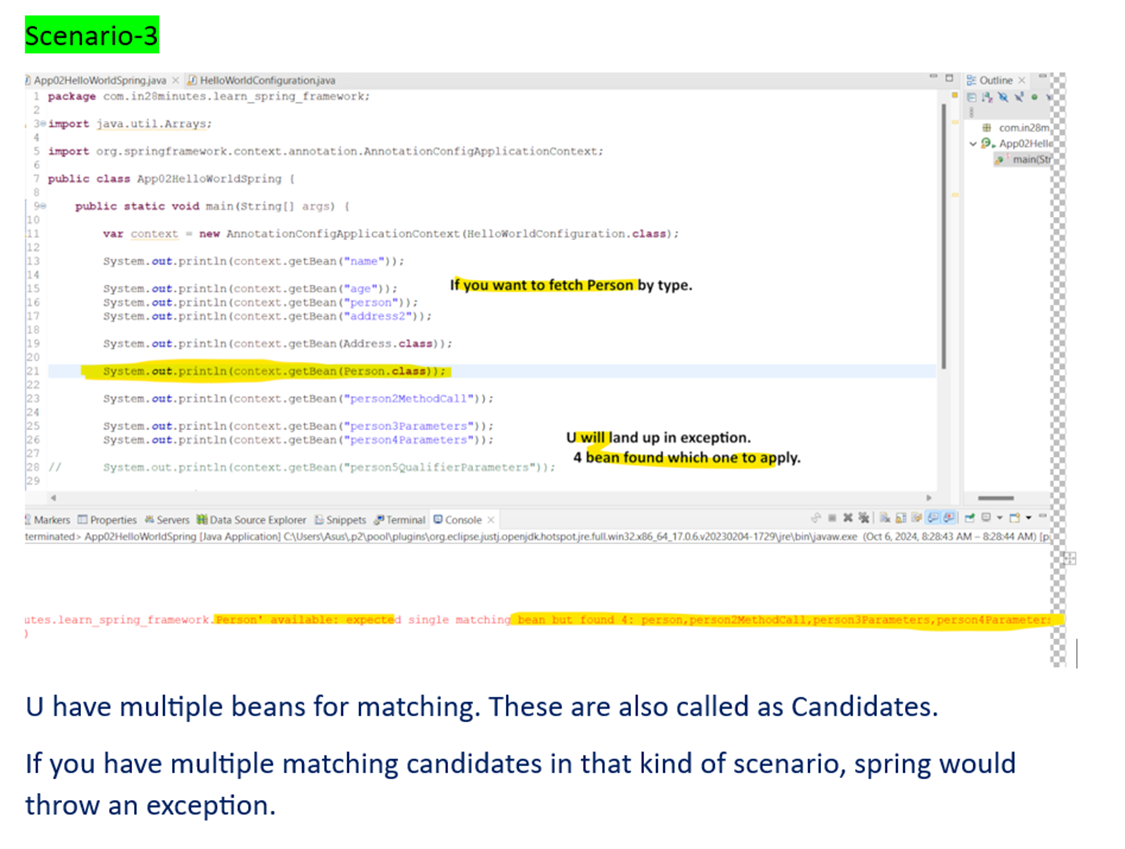 Scenario-3
App02HelloWorldSpring.java HelloWorldConfiguration.java Outline
1 package com.in28minutes.learn_spring_framework;
2
3 import java.util.Arrays; com.in28m
4 App02Hello
5 import org.springframework.context.annotation.AnnotationConfigApplicationContext; main(Str
6
7 public class App02HelloWorldSpring {
8
9 public static void main(String[] args) {
10
11 var context = new AnnotationConfigApplicationContext(HelloWorldConfiguration.class);
12
13 System.out.println(context.getBean("name"));
14
If you want to fetch Person by type.
15 System.out.println(context.getBean("age"));
16 System.out.println(context.getBean("person"));
17 System.out.println(context.getBean("address2"));
18
19 System.out.println(context.getBean(Address.class));
20
21 System.out.println(context.getBean(Person.class));
22
23 System.out.println(context.getBean("person2MethodCall"));
24
25 System.out.println(context.getBean("person3Parameters"));
26 System.out.println(context.getBean("person4Parameters"));
U will land up in exception.
4 bean found which one to apply.
27
28 // System.out.println(context.getBean("person5QualifierParameters"));
29
Markers Properties Servers Data Source Explorer Snippets Terminal Console
terminated> App02HelloWorldSpring [Java Application] C:\Users\Asus\.p2\pool\plugins\org.eclipse.justj.openjdk.hotspot.jre.full.win32.x86_64_17.0.6.v20230204-1729\jre\bin\javaw.exe (Oct 6, 2024, 8:28:43 AM – 8:28:44 AM) [p
utes.learn_spring_framework.Person' available: expected single matching bean but found 4: person,person2MethodCall,person3Parameters,person4Parameters
)
U have multiple beans for matching. These are also called as Candidates.
If you have multiple matching candidates in that kind of scenario, spring would
throw an exception.